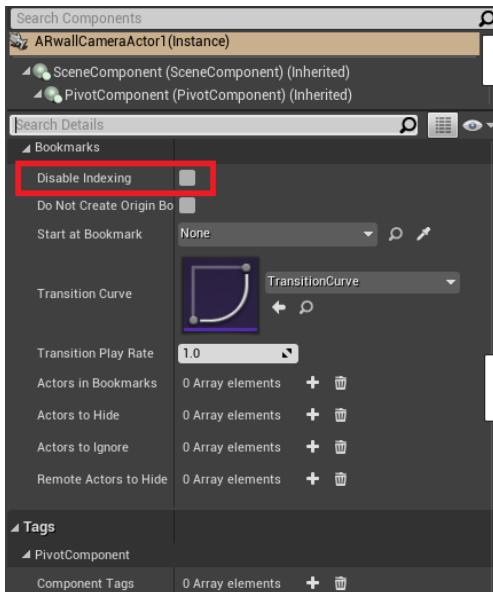 Search Components
ARwallCameraActor1(Instance)
SceneComponent (SceneComponent) (Inherited)
PivotComponent (PivotComponent) (Inherited)
Search Details
Bookmarks
Disable Indexing
Do Not Create Origin Bo
Start at Bookmark None
Transition Curve TransitionCurve
Transition Play Rate 1.0
Actors in Bookmarks 0 Array elements
Actors to Hide 0 Array elements
Actors to Ignore 0 Array elements
Remote Actors to Hide 0 Array elements
Tags
PivotComponent
Component Tags 0 Array elements